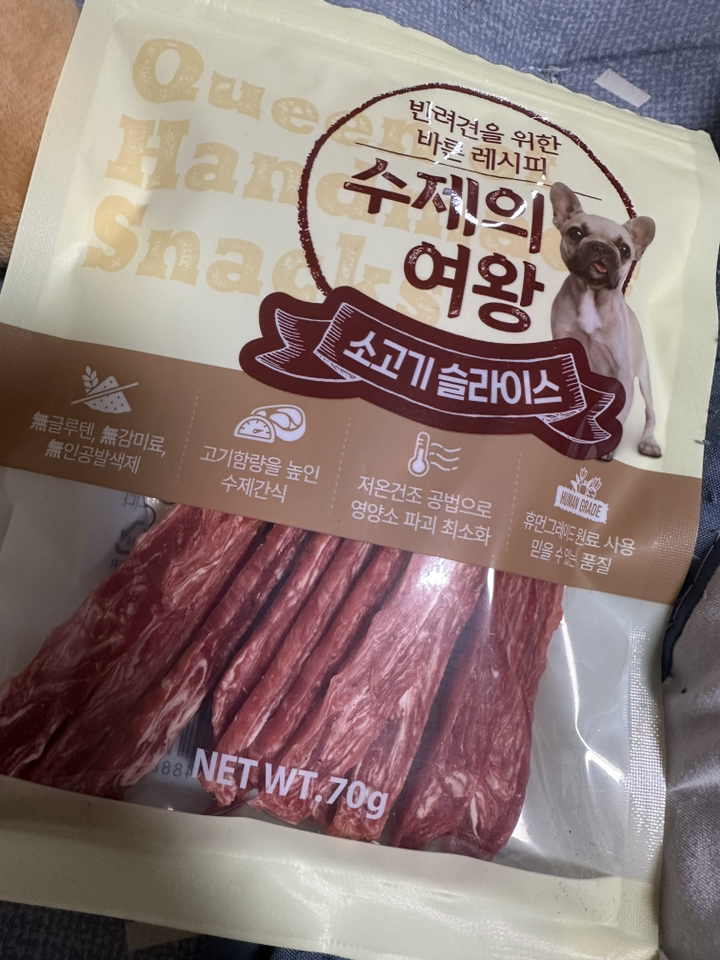 Queen
Handmade
Snacks
반려견을 위한
바른 레시피
수제의
여왕
소고기 슬라이스
無글루텐, 無감미료,
無인공발색제
고기함량을 높인
수제간식
저온건조 공법으로
영양소 파괴 최소화
HUMAN GRADE
휴먼그레이드 원료 사용
믿을 수 있는 품질
NET WT.70g